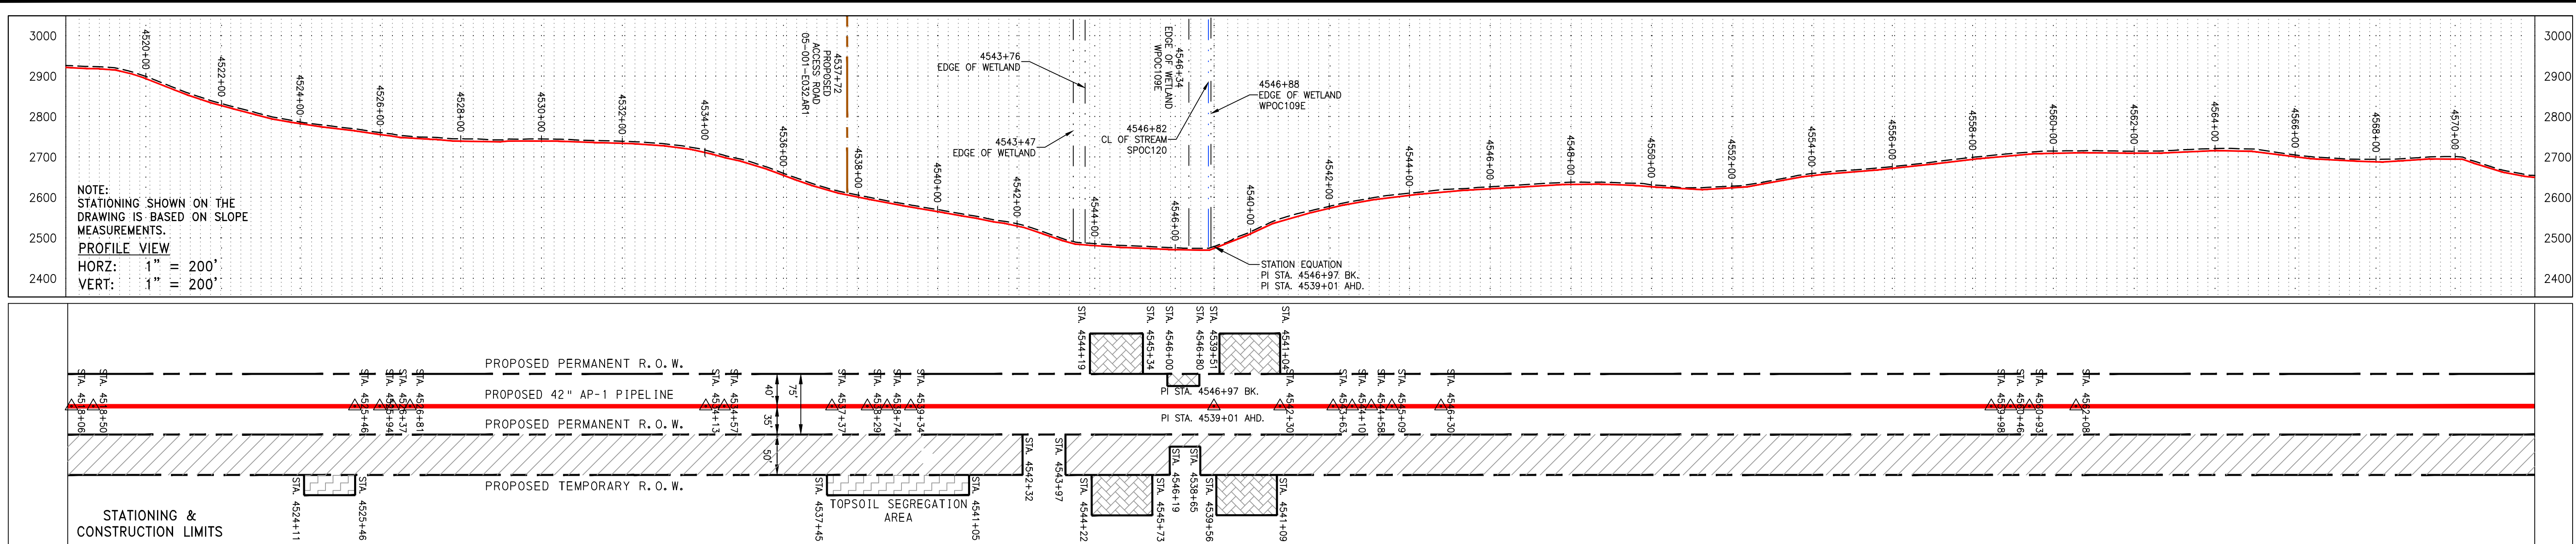 3000
2900
2800
2700
2600
2500
2400
4520+00
4522+00
4524+00
4526+00
4528+00
4530+00
4532+00
4534+00
4536+00
4537+72
PROPOSED
ACCESS ROAD
05-001-E032.AR1
4538+00
4540+00
4542+00
4543+76
EDGE OF WETLAND
4543+47
EDGE OF WETLAND
4544+00
4546+34
EDGE OF WETLAND
WPOC109E
4546+00
4546+82
CL OF STREAM
SPOC120
4546+88
EDGE OF WETLAND
WPOC109E
4540+00
4542+00
4544+00
4546+00
4548+00
4550+00
4552+00
4554+00
4556+00
4558+00
4560+00
4562+00
4564+00
4566+00
4568+00
4570+00
3000
2900
2800
2700
2600
2500
2400
NOTE:
STATIONING SHOWN ON THE
DRAWING IS BASED ON SLOPE
MEASUREMENTS.
PROFILE VIEW
HORZ: 1" = 200'
VERT: 1" = 200'
STATION EQUATION
PI STA. 4546+97 BK.
PI STA. 4539+01 AHD.
STA. 4544+19
STA. 4545+34
STA. 4546+00
STA. 4546+80
STA. 4539+51
STA. 4541+04
PROPOSED PERMANENT R.O.W.
PROPOSED 42" AP-1 PIPELINE
PROPOSED PERMANENT R.O.W.
PROPOSED TEMPORARY R.O.W.
40'
75'
35'
50'
PI STA. 4546+97 BK.
PI STA. 4539+01 AHD.
STA. 4518+06
STA. 4518+50
STA. 4525+46
STA. 4525+94
STA. 4526+37
STA. 4526+81
STA. 4534+13
STA. 4534+57
STA. 4537+37
STA. 4538+29
STA. 4538+74
STA. 4539+34
STA. 4542+30
STA. 4543+63
STA. 4544+10
STA. 4544+58
STA. 4545+09
STA. 4546+30
STA. 4559+98
STA. 4560+46
STA. 4560+93
STA. 4562+08
STA. 4524+11
STA. 4525+46
STA. 4537+45
TOPSOIL SEGREGATION
AREA
STA. 4541+05
STA. 4542+32
STA. 4543+97
STA. 4544+22
STA. 4545+73
STA. 4546+19
STA. 4538+65
STA. 4539+56
STA. 4541+09
STATIONING &
CONSTRUCTION LIMITS